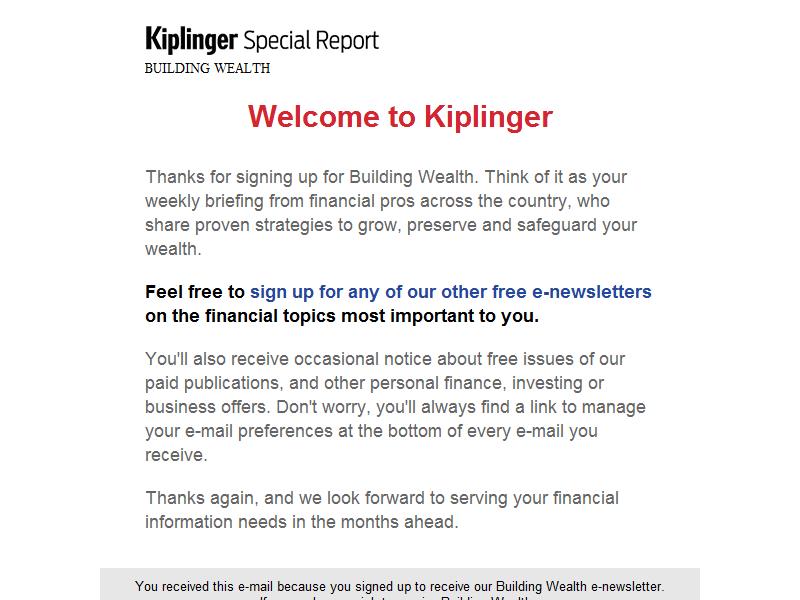 Kiplinger Special Report
BUILDING WEALTH
Welcome to Kiplinger
Thanks for signing up for Building Wealth. Think of it as your
weekly briefing from financial pros across the country, who
share proven strategies to grow, preserve and safeguard your
wealth.
Feel free to sign up for any of our other free e-newsletters
on the financial topics most important to you.
You'll also receive occasional notice about free issues of our
paid publications, and other personal finance, investing or
business offers. Don't worry, you'll always find a link to manage
your e-mail preferences at the bottom of every e-mail you
receive.
Thanks again, and we look forward to serving your financial
information needs in the months ahead.
You received this e-mail because you signed up to receive our Building Wealth e-newsletter.